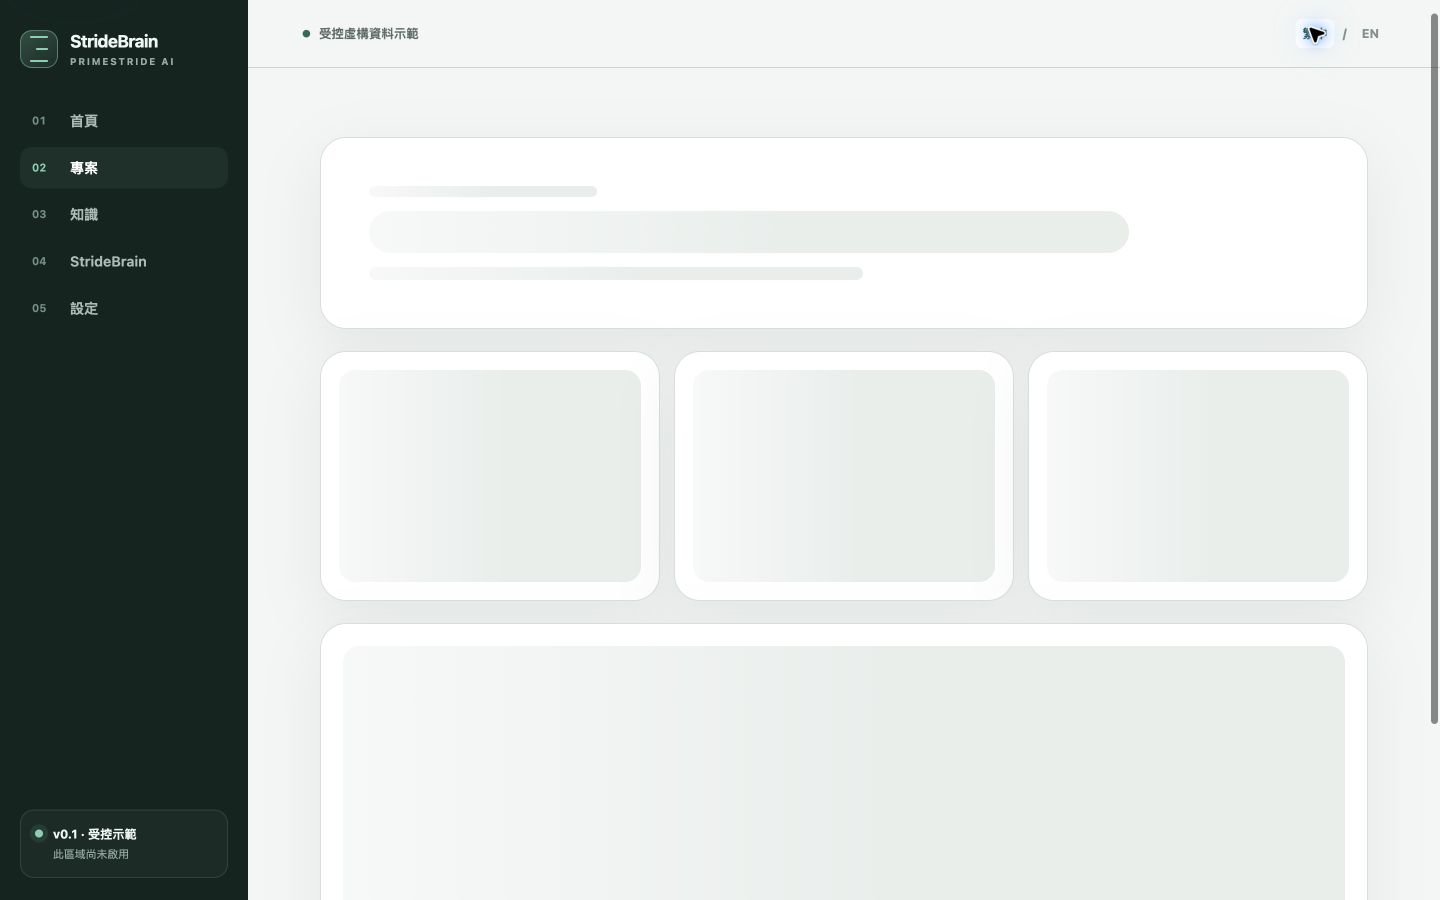 StrideBrain
PRIMESTRIDE AI
01 首頁
02 專案
03 知識
04 StrideBrain
05 設定
v0.1 · 受控示範
此區域尚未啟用
受控虛構資料示範
/ EN